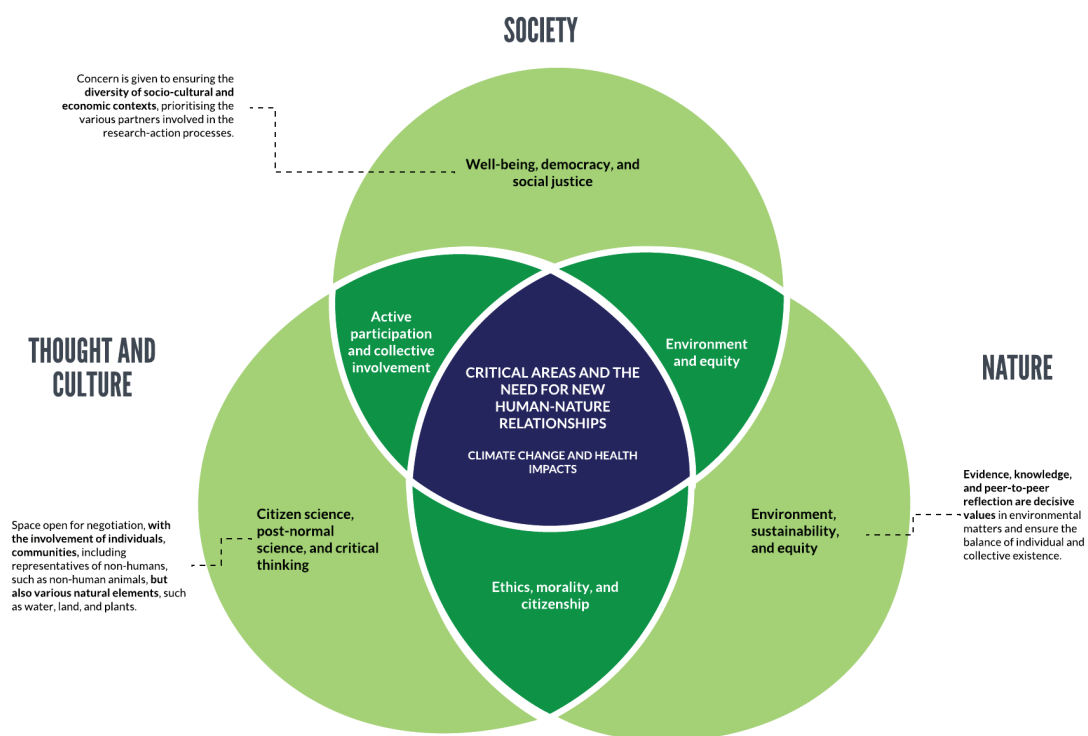 SOCIETY
Concern is given to ensuring the
diversity of socio-cultural and
economic contexts, prioritising the
various partners involved in the
research-action processes.
Well-being, democracy, and
social justice
THOUGHT AND
CULTURE
Active
participation
and collective
involvement
Environment
and equity
CRITICAL AREAS AND THE
NEED FOR NEW
HUMAN-NATURE
RELATIONSHIPS
CLIMATE CHANGE AND HEALTH
IMPACTS
NATURE
Space open for negotiation, with
the involvement of individuals,
communities, including
representatives of non-humans,
such as non-human animals, but
also various natural elements, such
as water, land, and plants.
Citizen science,
post-normal
science, and critical
thinking
Environment,
sustainability,
and equity
Evidence, knowledge,
and peer-to-peer
reflection are decisive
values in environmental
matters and ensure the
balance of individual and
collective existence.
Ethics, morality, and
citizenship